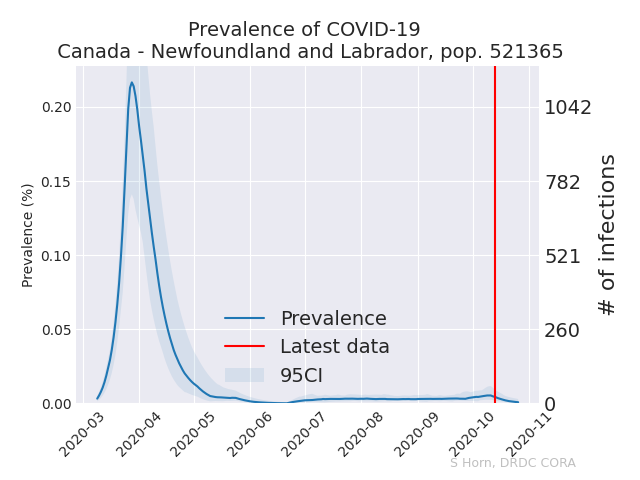 Prevalence of COVID-19
Canada - Newfoundland and Labrador, pop. 521365
Prevalence (%)
0.20
0.15
0.10
0.05
0.00
1042
782
521
260
0
# of infections
Prevalence
Latest data
95CI
2020-03
2020-04
2020-05
2020-06
2020-07
2020-08
2020-09
2020-10
2020-11
S Horn, DRDC CORA